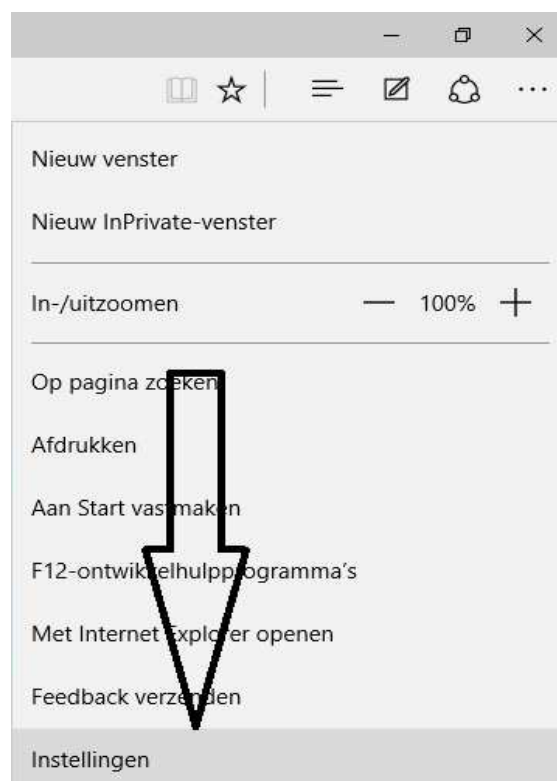 Nieuw venster
Nieuw InPrivate-venster
In-/uitzoomen 100%
Op pagina zoeken
Afdrukken
Aan Start vastmaken
F12-ontwikkelhulpprogramma's
Met Internet Explorer openen
Feedback verzenden
Instellingen